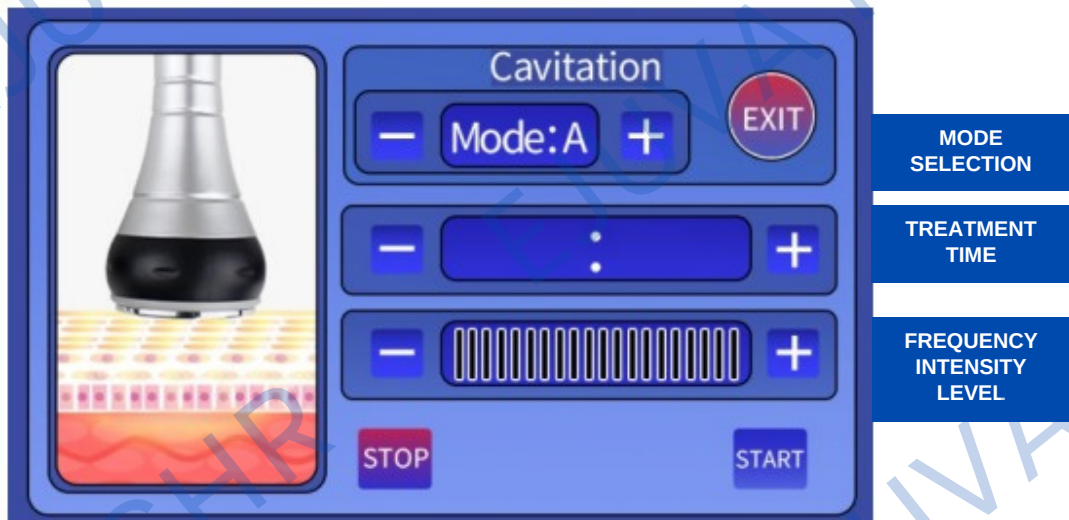 Cavitation
− Mode:A + EXIT
MODE
SELECTION
− : +
TREATMENT
TIME
− +
FREQUENCY
INTENSITY
LEVEL
STOP START